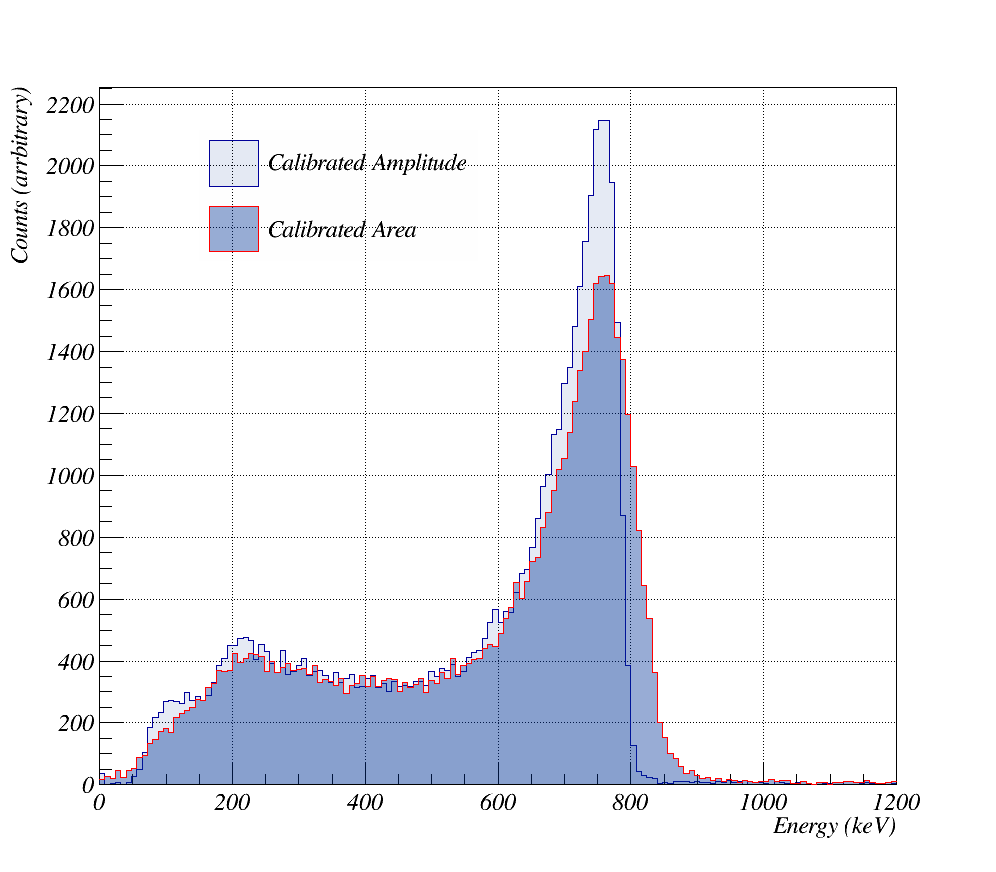 Counts (arrbitrary)
2200
2000
1800
1600
1400
1200
1000
800
600
400
200
0
Calibrated Amplitude
Calibrated Area
0 200 400 600 800 1000 1200
Energy (keV)